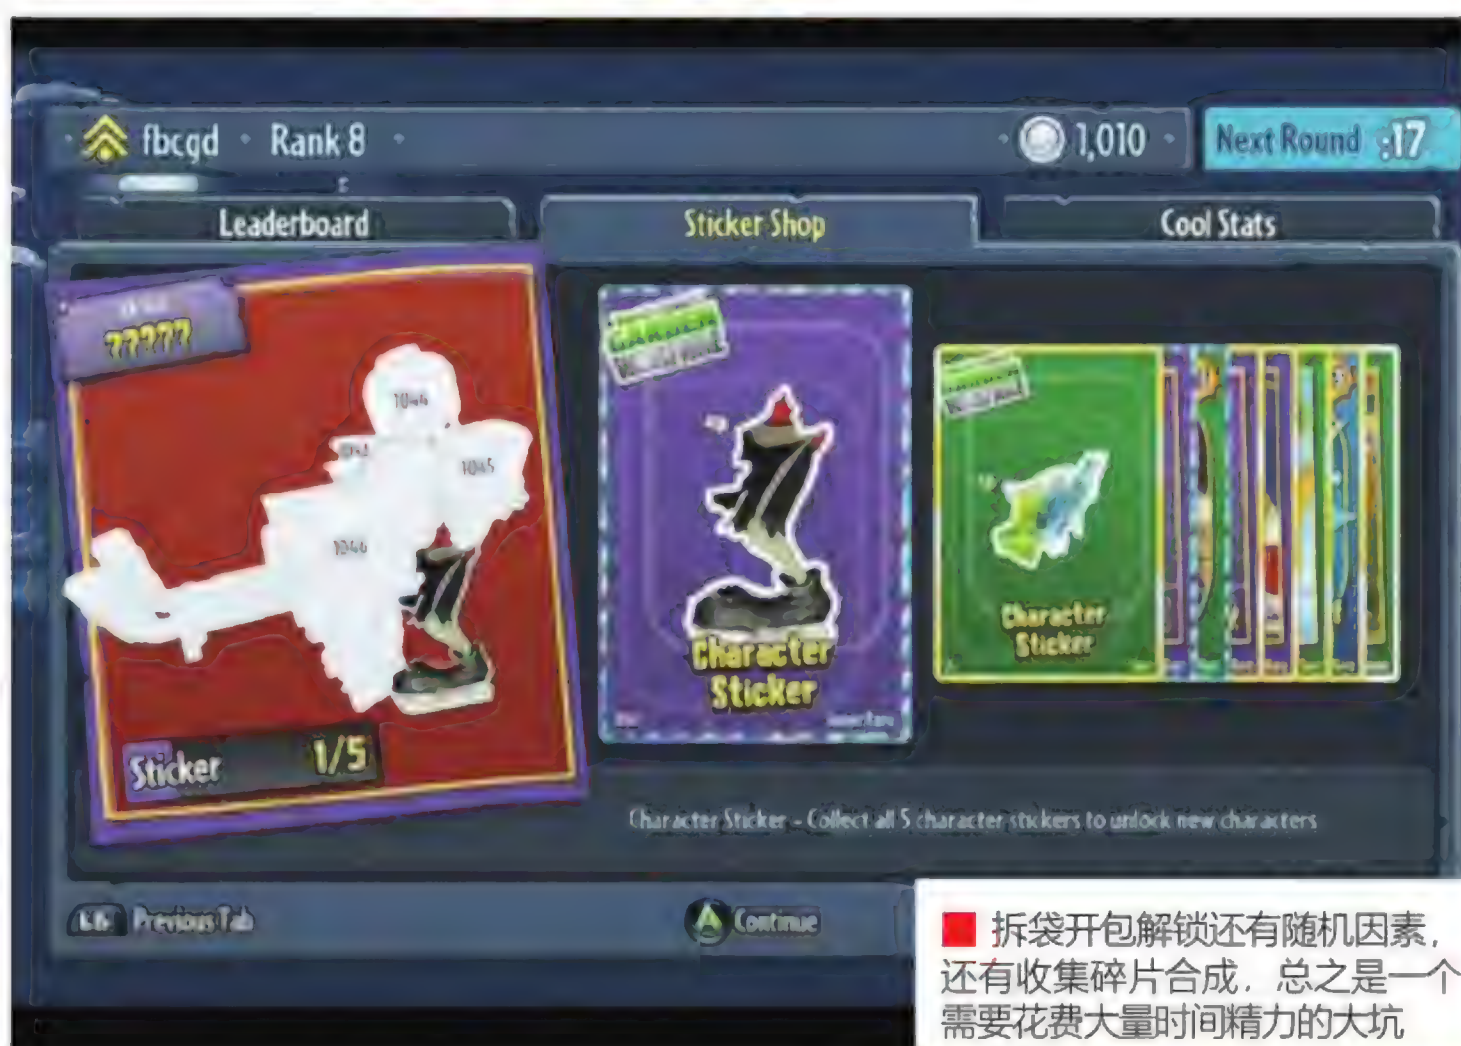 fbcgd Rank 8 1,010 Next Round :17
Leaderboard Sticker Shop Cool Stats
?????
1044
1045
1046
Sticker 1/5
Character
Sticker
Character
Sticker
Character Sticker - Collect all 5 character stickers to unlock new characters
Previous Tab
A Continue
拆袋开包解锁还有随机因素，
还有收集碎片合成，总之是一个
需要花费大量时间精力的大坑